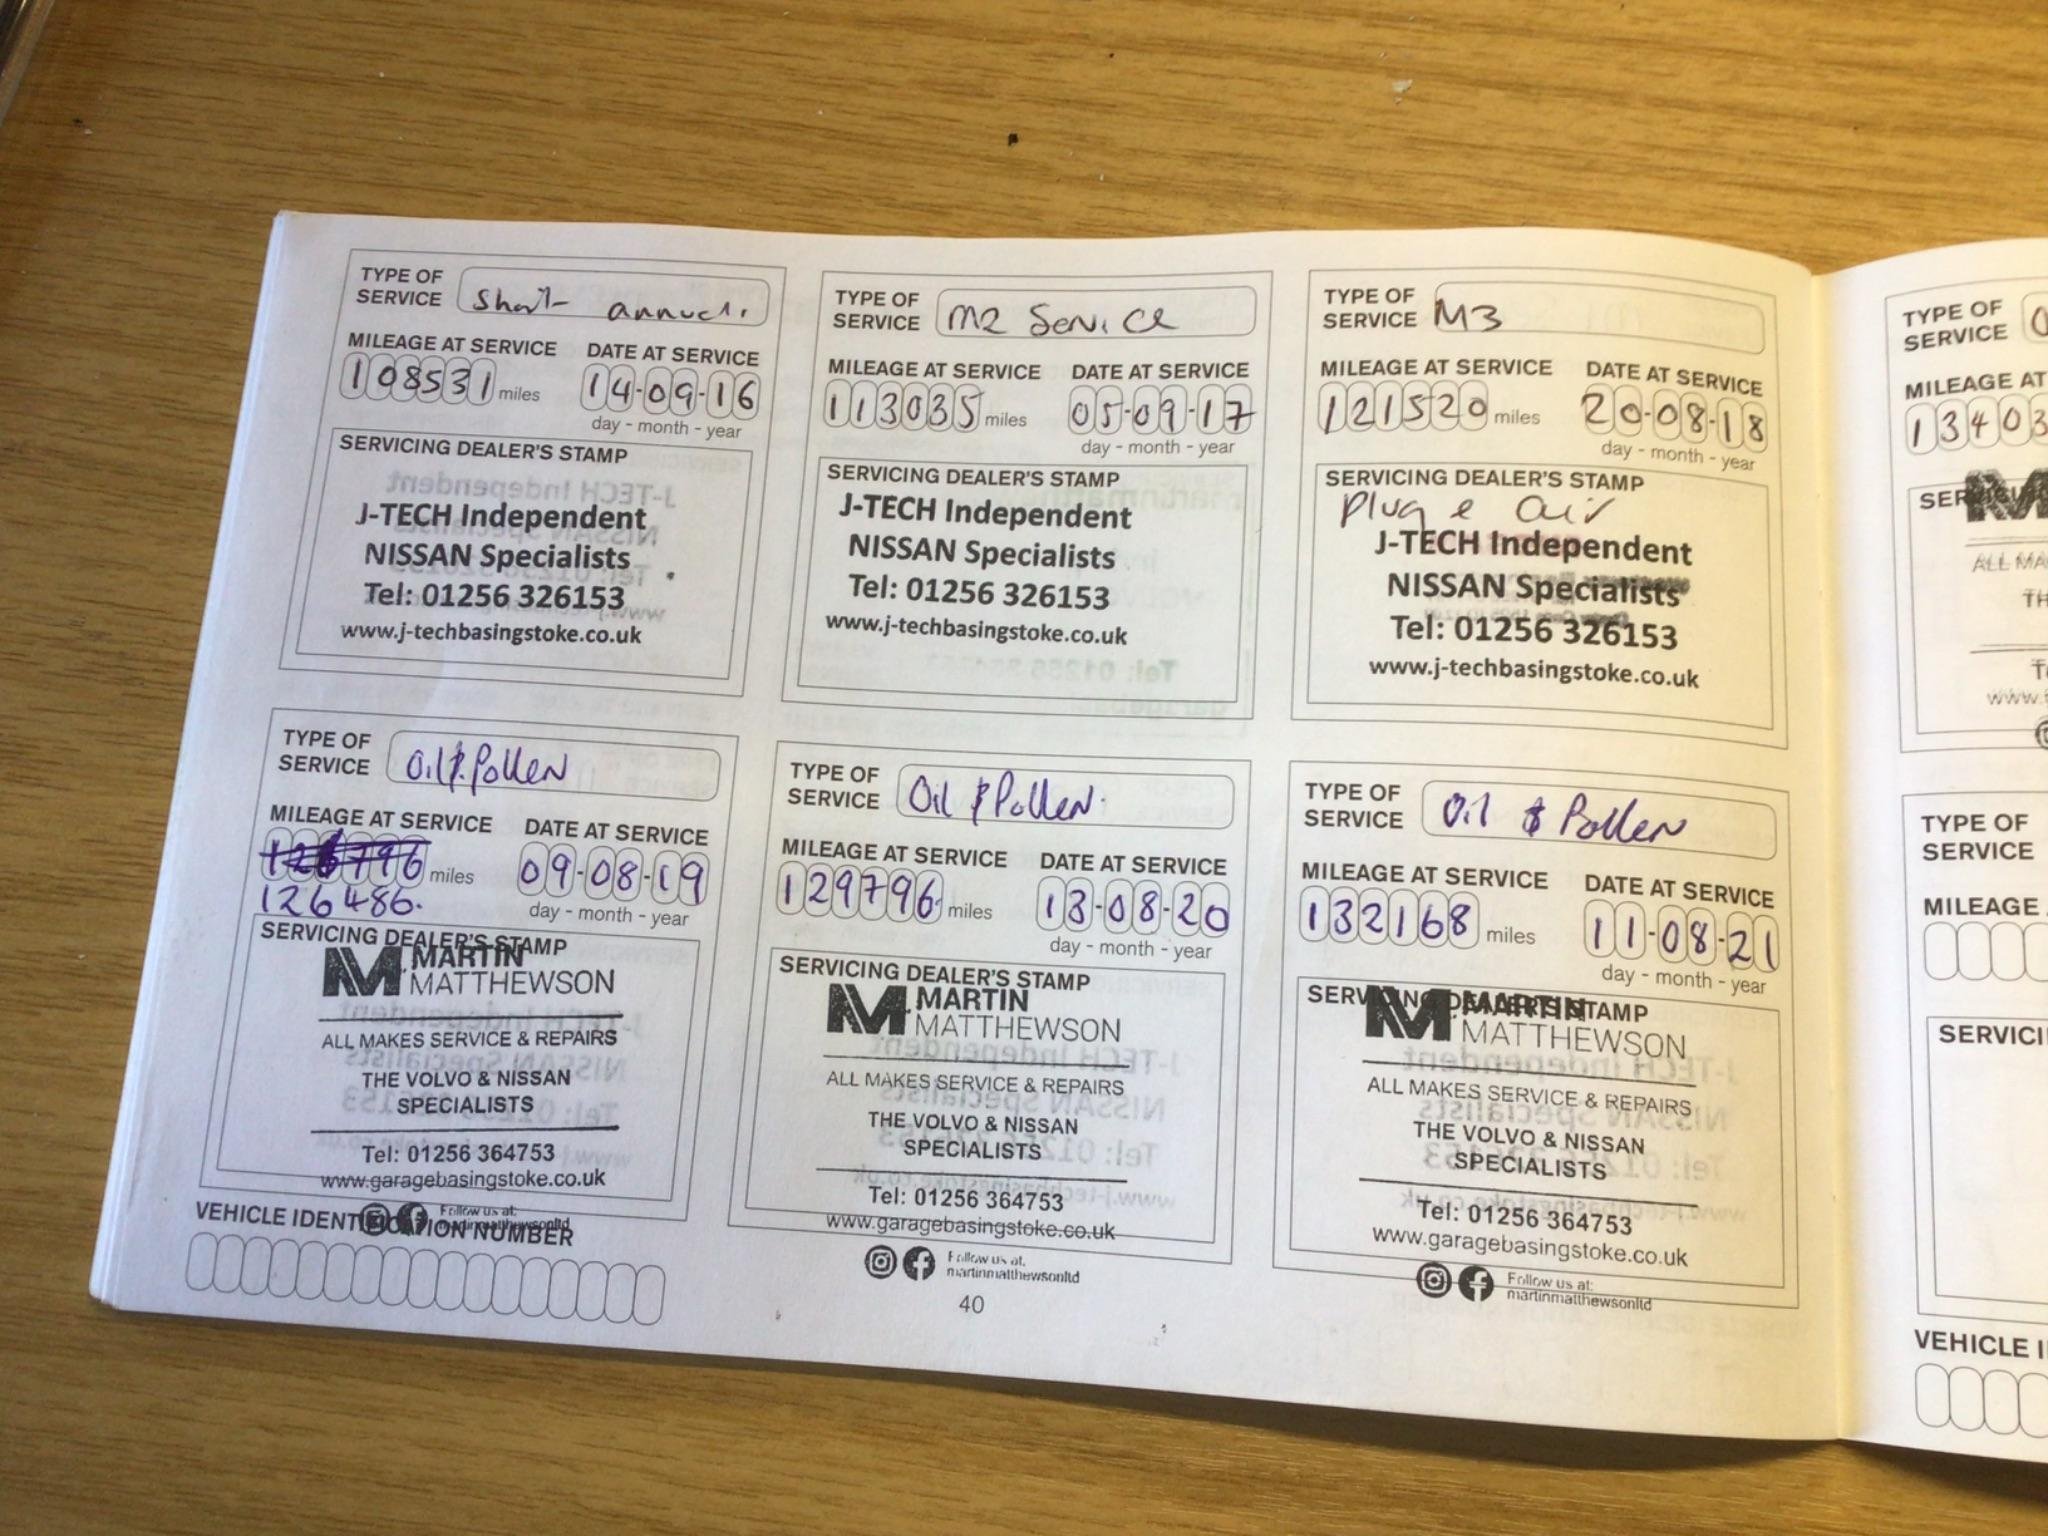 TYPE OF
SERVICE Short annual.
MILEAGE AT SERVICE DATE AT SERVICE
108531 miles 14-09-16
day - month - year
SERVICING DEALER'S STAMP
J-TECH Independent
NISSAN Specialists
Tel: 01256 326153
www.j-techbasingstoke.co.uk
TYPE OF
SERVICE M2 Service
MILEAGE AT SERVICE DATE AT SERVICE
113035 miles 05-09-17
day - month - year
SERVICING DEALER'S STAMP
J-TECH Independent
NISSAN Specialists
Tel: 01256 326153
www.j-techbasingstoke.co.uk
TYPE OF
SERVICE M3
MILEAGE AT SERVICE DATE AT SERVICE
121520 miles 20-08-18
day - month - year
SERVICING DEALER'S STAMP
Plug e air
J-TECH Independent
NISSAN Specialists
Tel: 01256 326153
www.j-techbasingstoke.co.uk
TYPE OF
SERVICE Oil & Pollen
MILEAGE AT SERVICE DATE AT SERVICE
miles 09-08-19
126486.
day - month - year
SERVICING DEALER'S STAMP
MARTIN
MATTHEWSON
ALL MAKES SERVICE & REPAIRS
THE VOLVO & NISSAN
SPECIALISTS
Tel: 01256 364753
www.garagebasingstoke.co.uk
Follow us at:
martinmatthewsonltd
VEHICLE IDENTIFICATION NUMBER
TYPE OF
SERVICE Oil & Pollen.
MILEAGE AT SERVICE DATE AT SERVICE
129796 miles 13-08-20
day - month - year
SERVICING DEALER'S STAMP
MARTIN
MATTHEWSON
ALL MAKES SERVICE & REPAIRS
THE VOLVO & NISSAN
SPECIALISTS
Tel: 01256 364753
www.garagebasingstoke.co.uk
Follow us at:
martinmatthewsonltd
40
TYPE OF
SERVICE Oil & Pollen
MILEAGE AT SERVICE DATE AT SERVICE
132168 miles 11-08-21
day - month - year
SERVICING DEALER'S STAMP
MARTIN
MATTHEWSON
ALL MAKES SERVICE & REPAIRS
THE VOLVO & NISSAN
SPECIALISTS
Tel: 01256 364753
www.garagebasingstoke.co.uk
Follow us at:
martinmatthewsonltd
TYPE OF
SERVICE
MILEAGE AT
13403
ALL MA
TH
www.
TYPE OF
SERVICE
MILEAGE
SERVICI
VEHICLE I